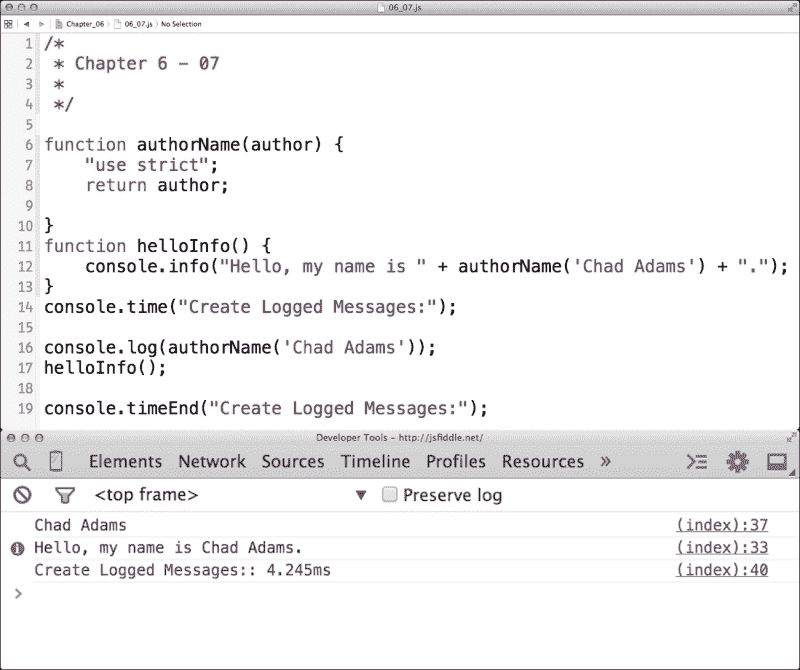 06_07.js
Chapter_06 〉 06_07.js 〉 No Selection
1 /*
2  * Chapter 6 - 07
3  *
4  */
5
6 function authorName(author) {
7     "use strict";
8     return author;
9
10 }
11 function helloInfo() {
12     console.info("Hello, my name is " + authorName('Chad Adams') + ".");
13 }
14 console.time("Create Logged Messages:");
15
16 console.log(authorName('Chad Adams'));
17 helloInfo();
18
19 console.timeEnd("Create Logged Messages:");
Developer Tools - http://jsfiddle.net/
Elements Network Sources Timeline Profiles Resources »
<top frame> ▼ Preserve log
Chad Adams (index):37
Hello, my name is Chad Adams. (index):33
Create Logged Messages:: 4.245ms (index):40
>